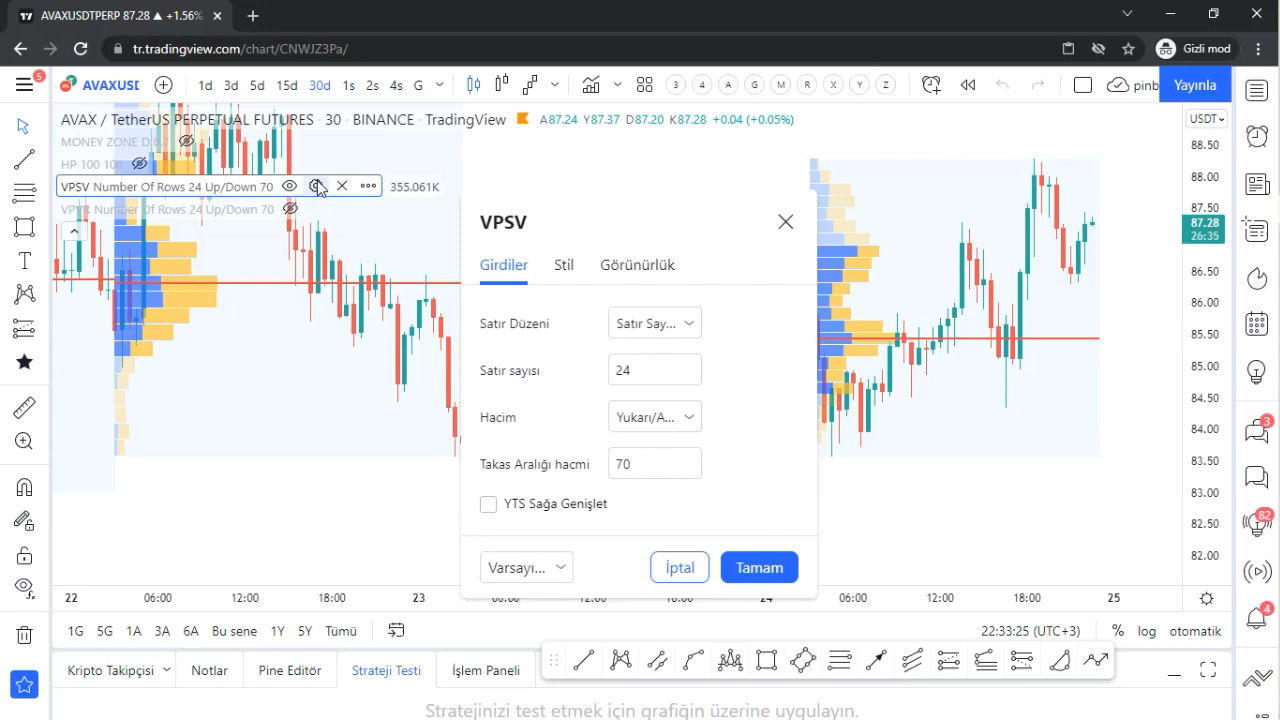 AVAXUSDTPERP 87.28 ▲ +1.56%
tr.tradingview.com/chart/CNWJZ3Pa/
Gizli mod
5
AVAXUSI
1d 3d 5d 15d 30d 1s 2s 4s G
3 4 A G M R X Y Z
pinb
Yayınla
AVAX / TetherUS PERPETUAL FUTURES · 30 · BINANCE · TradingView
A87.24 Y87.37 D87.20 K87.28 +0.04 (+0.05%)
USDT
MONEY ZONE D
HP 100 100
VPSV Number Of Rows 24 Up/Down 70
355.061K
VPVR Number Of Rows 24 Up/Down 70
VPSV
Girdiler Stil Görünürlük
Satır Düzeni
Satır Say...
Satır sayısı
24
Hacim
Yukarı/A...
Takas Aralığı hacmi
70
YTS Sağa Genişlet
Varsayı...
İptal
Tamam
88.50
88.00
87.50
87.28
26:35
86.50
86.00
85.50
85.00
84.50
84.00
83.50
83.00
82.50
82.00
3
82
4
22 06:00 12:00 18:00 23 06:00 12:00 18:00 24 06:00 12:00 18:00 25
1G 5G 1A 3A 6A Bu sene 1Y 5Y Tümü
22:33:25 (UTC+3)
% log otomatik
Kripto Takipçisi
Notlar
Pine Editör
Strateji Testi
İşlem Paneli
Stratejinizi test etmek için grafiğin üzerine uygulayın.